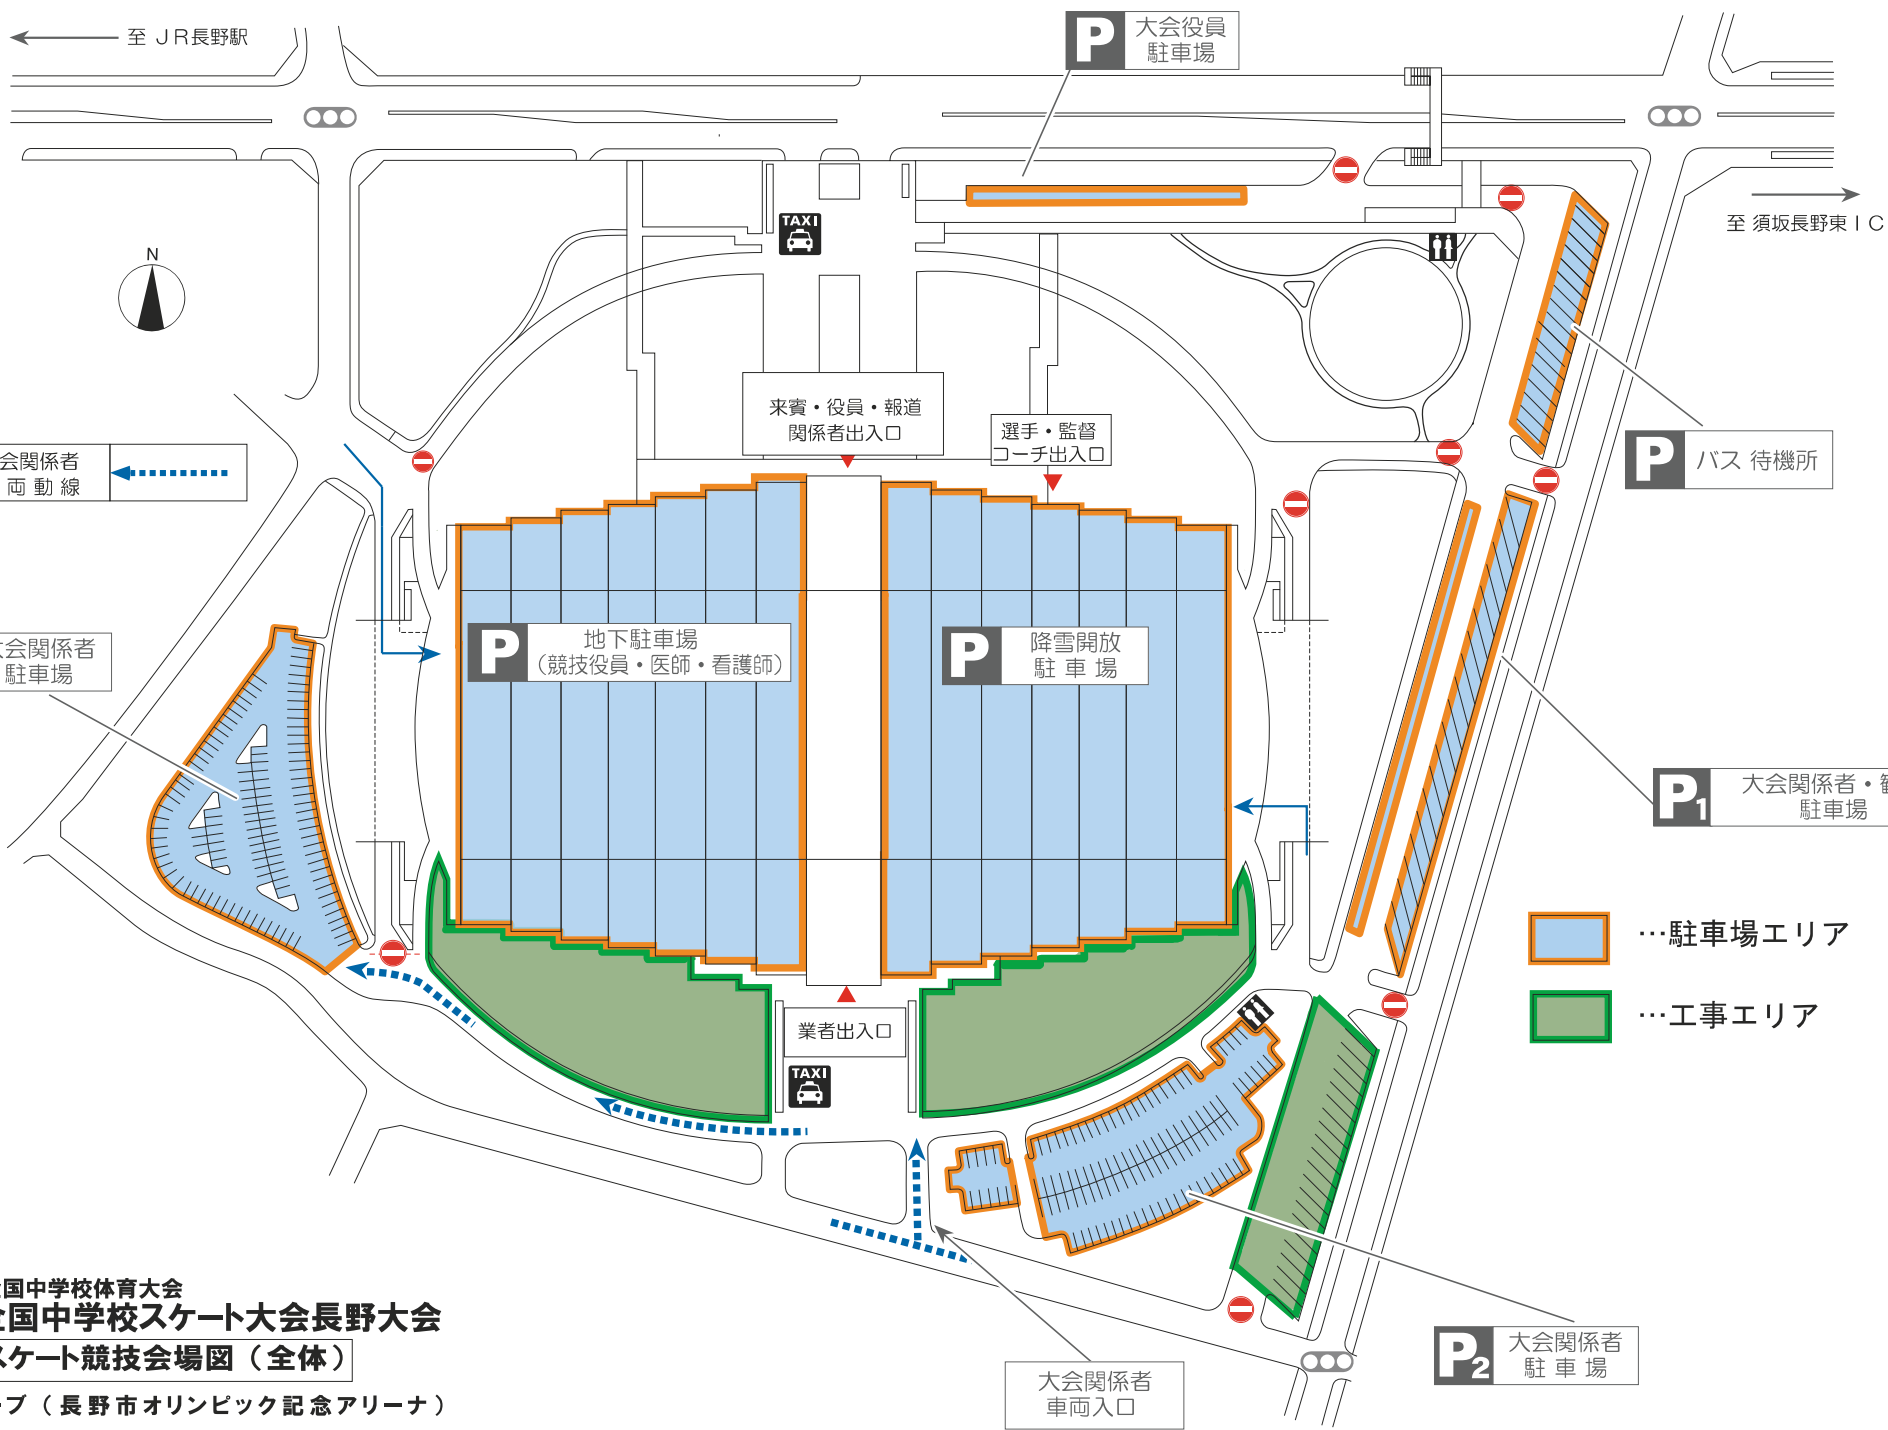 至 JR長野駅
P 大会役員
駐車場
至 須坂長野東IC
TAXI
N
来賓・役員・報道
関係者出入口
選手・監督
コーチ出入口
会関係者
両動線
P バス 待機所
P 地下駐車場
(競技役員・医師・看護師)
P 降雪開放
駐車場
会関係者
駐車場
P1 大会関係者・
駐車場
…駐車場エリア
…工事エリア
業者出入口
TAXI
国中学校体育大会
全国中学校スケート大会長野大会
スケート競技会場図(全体)
ーブ(長野市オリンピック記念アリーナ)
大会関係者
車両入口
P2 大会関係者
駐車場